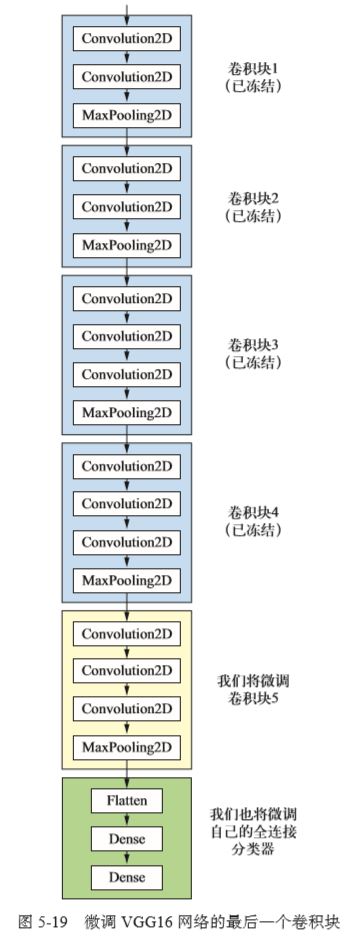 Convolution2D
Convolution2D
MaxPooling2D
卷积块1
（已冻结）
Convolution2D
Convolution2D
MaxPooling2D
卷积块2
（已冻结）
Convolution2D
Convolution2D
Convolution2D
MaxPooling2D
卷积块3
（已冻结）
Convolution2D
Convolution2D
Convolution2D
MaxPooling2D
卷积块4
（已冻结）
Convolution2D
Convolution2D
Convolution2D
MaxPooling2D
我们将微调
卷积块5
Flatten
Dense
Dense
我们也将微调
自己的全连接
分类器
图 5-19 微调 VGG16 网络的最后一个卷积块